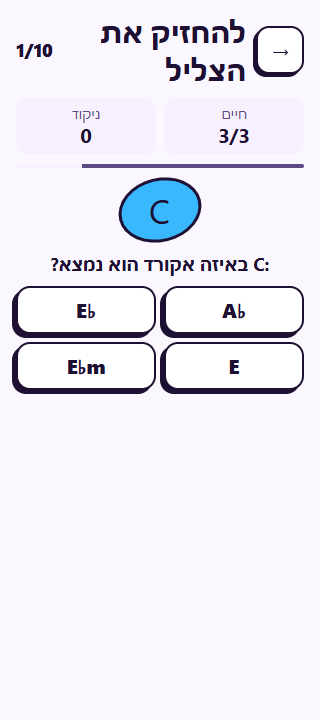 →
להחזיק את
הצליל
1/10
חיים
3/3
ניקוד
0
C
C: באיזה אקורד הוא נמצא?
A♭
E♭
E
E♭m